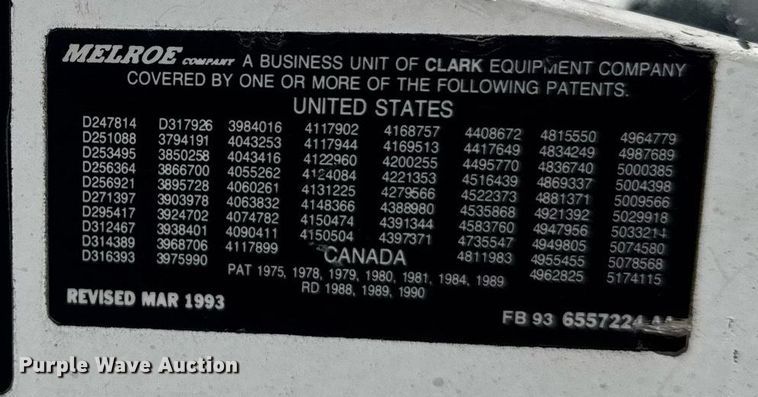 MELROE COMPANY A BUSINESS UNIT OF CLARK EQUIPMENT COMPANY
COVERED BY ONE OR MORE OF THE FOLLOWING PATENTS.
UNITED STATES
D247814 D317926 3984016 4117902 4168757 4408672 4815550 4964779
D251088 3794191 4043253 4117944 4169513 4417649 4834249 4987689
D253495 3850258 4043416 4122960 4200255 4495770 4836740 5000385
D256364 3866700 4055262 4124084 4221353 4516439 4869337 5004398
D256921 3895728 4060261 4131225 4279566 4522373 4881371 5009566
D271397 3903978 4063832 4148366 4388980 4535868 4921392 5029918
D295417 3924702 4074782 4150474 4391344 4583760 4947956 5033214
D312467 3938401 4090411 4150504 4397371 4735547 4949805 5074580
D314389 3968706 4117899 4811983 4955455 5078568
D316393 3975990 4962825 5174115
CANADA
PAT 1975, 1978, 1979, 1980, 1981, 1984, 1989
RD 1988, 1989, 1990
REVISED MAR 1993
FB 93 6557224 AA
Purple Wave Auction